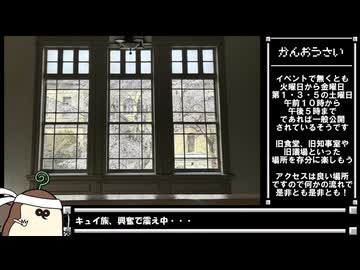 かんおうさい
イベントで無くとも
火曜日から金曜日
第１・３・５の土曜日
午前１０時から
午後５時まで
であれば一般公開
されているそうです
旧食堂、旧知事室や
旧議場といった
場所を存分に楽しもう
アクセスは良い場所
ですので何かの流れで
是非とも是非とも！
キュイ族、興奮で震え中・・・